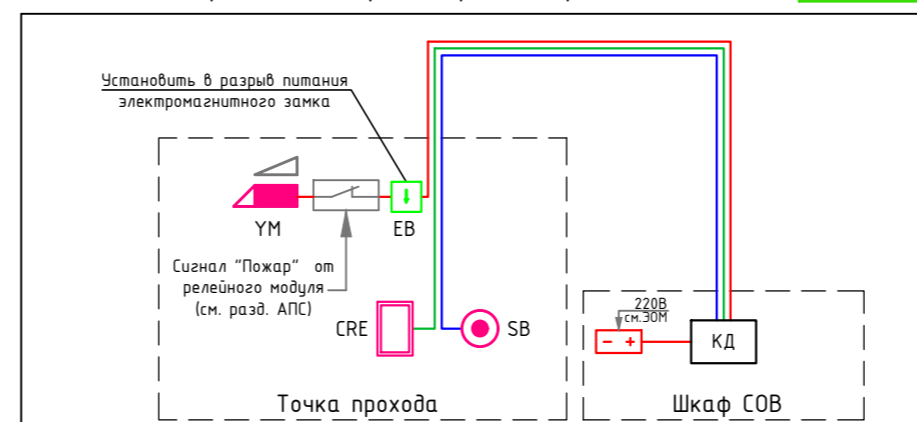 Установить в разрыв питания
электромагнитного замка
YM
EB
Сигнал "Пожар" от
релейного модуля
(см. разд. АПС)
CRE
SB
220В
см.ЭОМ
- +
КД
Точка прохода
Шкаф СОВ